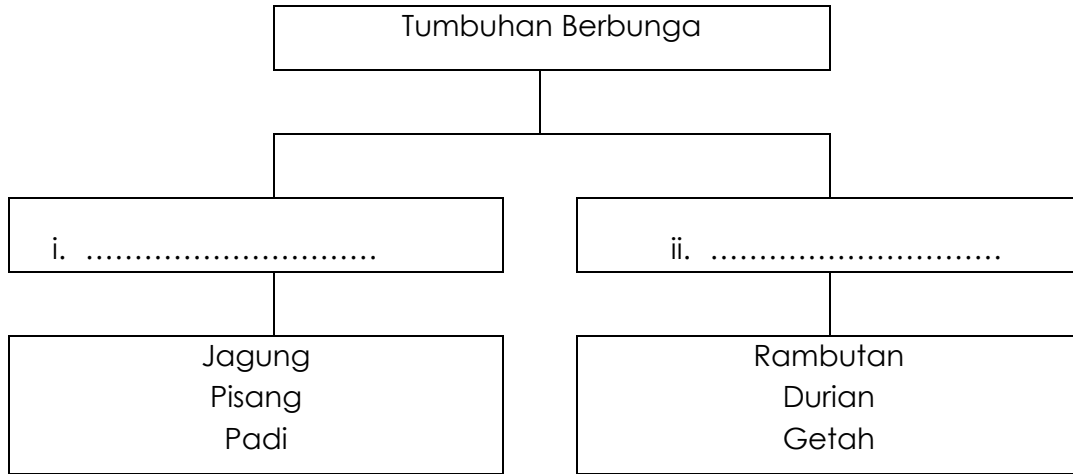 Tumbuhan Berbunga
i. ..............................
ii. ..............................
Jagung
Pisang
Padi
Rambutan
Durian
Getah